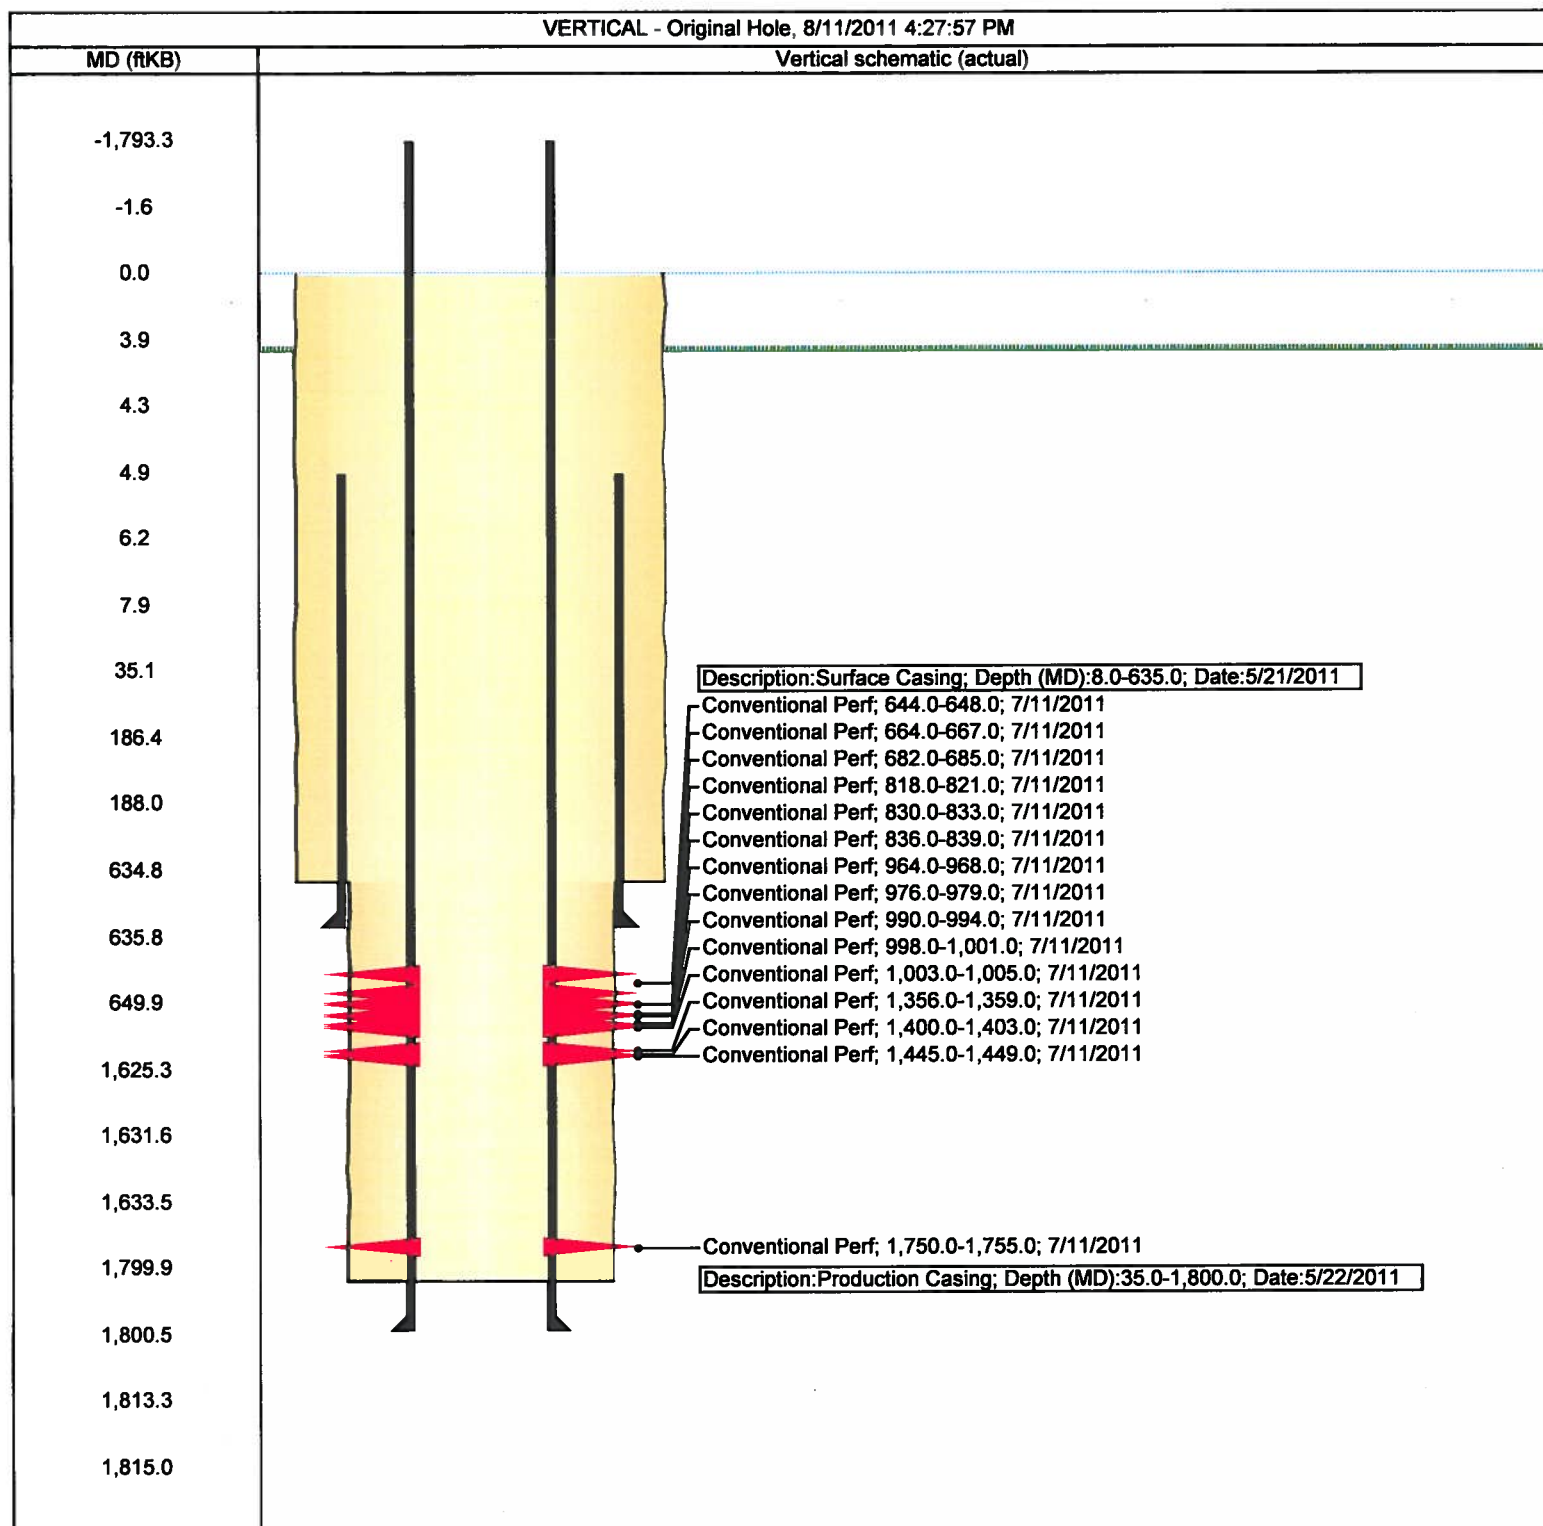 VERTICAL - Original Hole, 8/11/2011 4:27:57 PM
MD (ftKB)
Vertical schematic (actual)
-1,793.3
-1.6
0.0
3.9
4.3
4.9
6.2
7.9
35.1
186.4
188.0
634.8
635.8
649.9
1,625.3
1,631.6
1,633.5
1,799.9
1,800.5
1,813.3
1,815.0
Description:Surface Casing; Depth (MD):8.0-635.0; Date:5/21/2011
Conventional Perf; 644.0-648.0; 7/11/2011
Conventional Perf; 664.0-667.0; 7/11/2011
Conventional Perf; 682.0-685.0; 7/11/2011
Conventional Perf; 818.0-821.0; 7/11/2011
Conventional Perf; 830.0-833.0; 7/11/2011
Conventional Perf; 836.0-839.0; 7/11/2011
Conventional Perf; 964.0-968.0; 7/11/2011
Conventional Perf; 976.0-979.0; 7/11/2011
Conventional Perf; 990.0-994.0; 7/11/2011
Conventional Perf; 998.0-1,001.0; 7/11/2011
Conventional Perf; 1,003.0-1,005.0; 7/11/2011
Conventional Perf; 1,356.0-1,359.0; 7/11/2011
Conventional Perf; 1,400.0-1,403.0; 7/11/2011
Conventional Perf; 1,445.0-1,449.0; 7/11/2011
Conventional Perf; 1,750.0-1,755.0; 7/11/2011
Description:Production Casing; Depth (MD):35.0-1,800.0; Date:5/22/2011